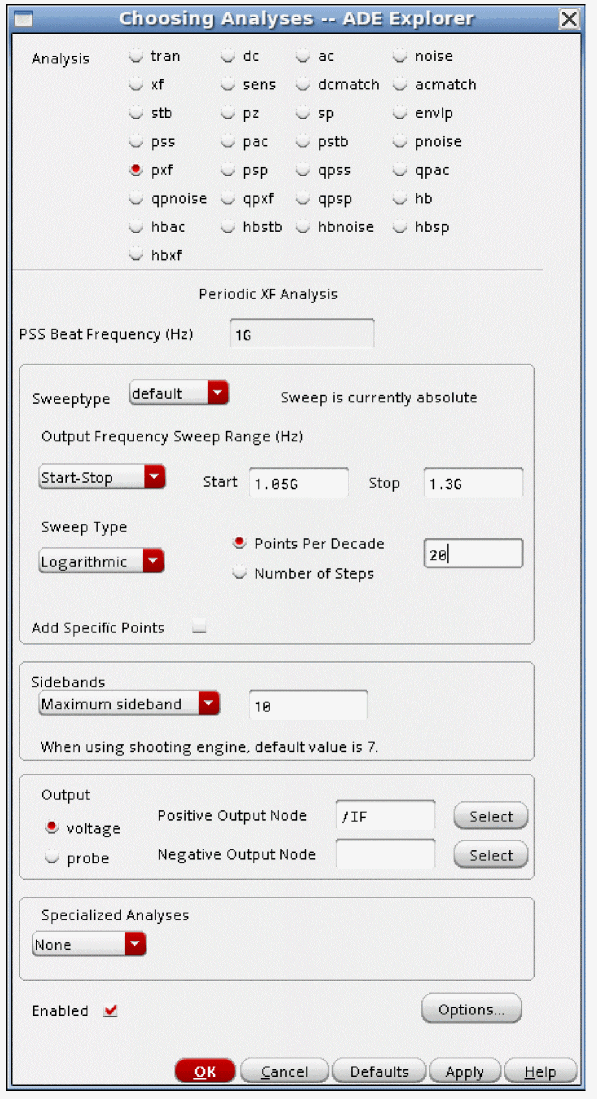 Choosing Analyses -- ADE Explorer
Analysis tran dc ac noise
xf sens dcmatch acmatch
stb pz sp envlp
pss pac pstb pnoise
pxf psp qpss qpac
qpnoise qpxf qpsp hb
hbac hbstb hbnoise hbsp
hbxf
Periodic XF Analysis
PSS Beat Frequency (Hz) 1G
Sweeptype default Sweep is currently absolute
Output Frequency Sweep Range (Hz)
Start-Stop Start 1.05G Stop 1.3G
Sweep Type
Logarithmic Points Per Decade 20
Number of Steps
Add Specific Points
Sidebands
Maximum sideband 10
When using shooting engine, default value is 7.
Output
voltage Positive Output Node /IF Select
probe Negative Output Node Select
Specialized Analyses
None
Enabled Options...
OK Cancel Defaults Apply Help